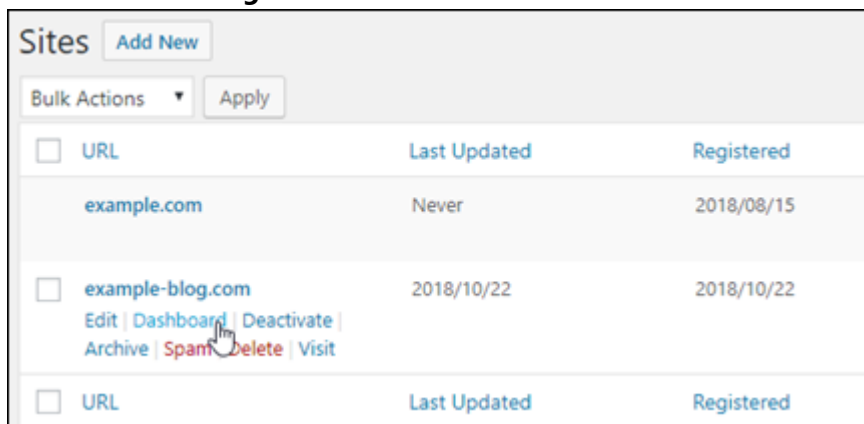 Sites Add New
Bulk Actions Apply
URL Last Updated Registered
example.com Never 2018/08/15
example-blog.com 2018/10/22 2018/10/22
Edit | Dashboard | Deactivate |
Archive | Spam | Delete | Visit
URL Last Updated Registered